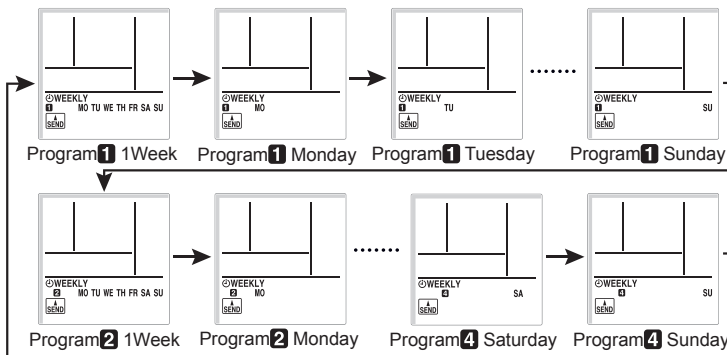 WEEKLY
1 MO TU WE TH FR SA SU
SEND
Program 1 1Week
WEEKLY
1 MO
SEND
Program 1 Monday
WEEKLY
1 TU
SEND
Program 1 Tuesday
········
WEEKLY
1 SU
SEND
Program 1 Sunday
WEEKLY
2 MO TU WE TH FR SA SU
SEND
Program 2 1Week
WEEKLY
2 MO
SEND
Program 2 Monday
········
WEEKLY
4 SA
SEND
Program 4 Saturday
WEEKLY
4 SU
SEND
Program 4 Sunday